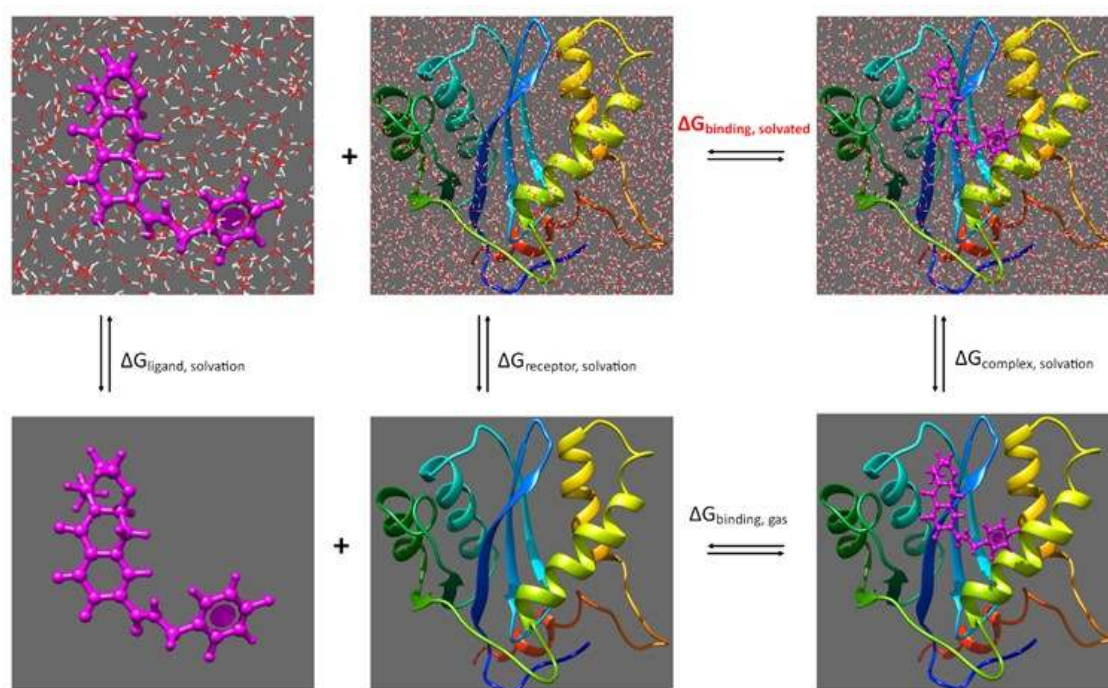 ΔGbinding, solvated
+
ΔGligand, solvation
ΔGreceptor, solvation
ΔGcomplex, solvation
ΔGbinding, gas
+